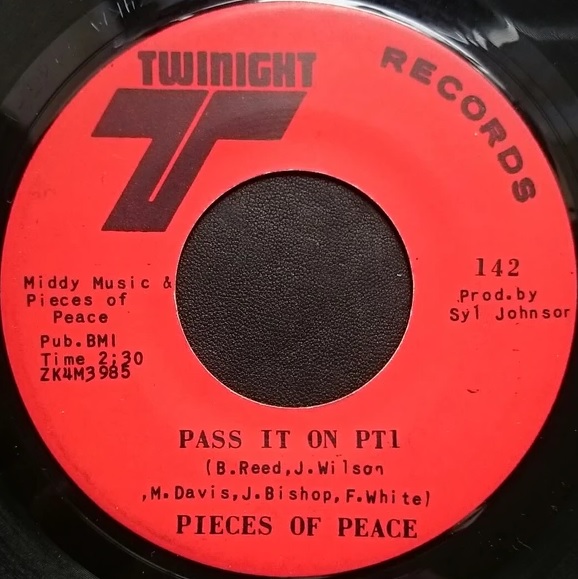 TWINIGHT
RECORDS
T
142
Prod.by
Syl Johnson
Middy Music &
Pieces of
Peace
Pub.BMI
Time 2:30
ZK4M3985
PASS IT ON PT1
(B.Reed,J.Wilson
,M.Davis,J.Bishop,F.White)
PIECES OF PEACE